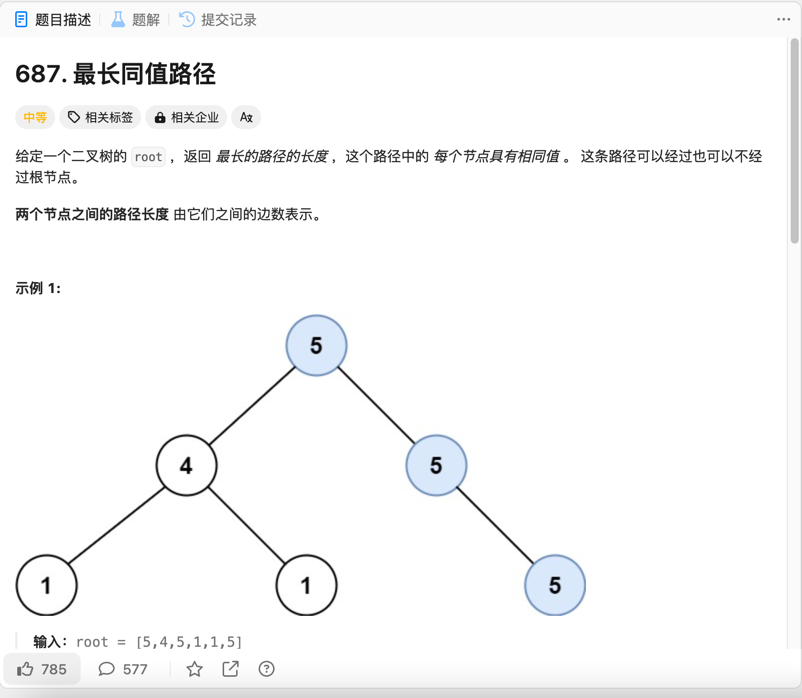 题目描述 题解 提交记录
687. 最长同值路径
中等 相关标签 相关企业 Aあ
给定一个二叉树的 root ，返回 最长的路径的长度 ，这个路径中的 每个节点具有相同值 。 这条路径可以经过也可以不经
过根节点。
两个节点之间的路径长度 由它们之间的边数表示。
示例 1:
5
4 5
1 1 5
输入：root = [5,4,5,1,1,5]
785 577